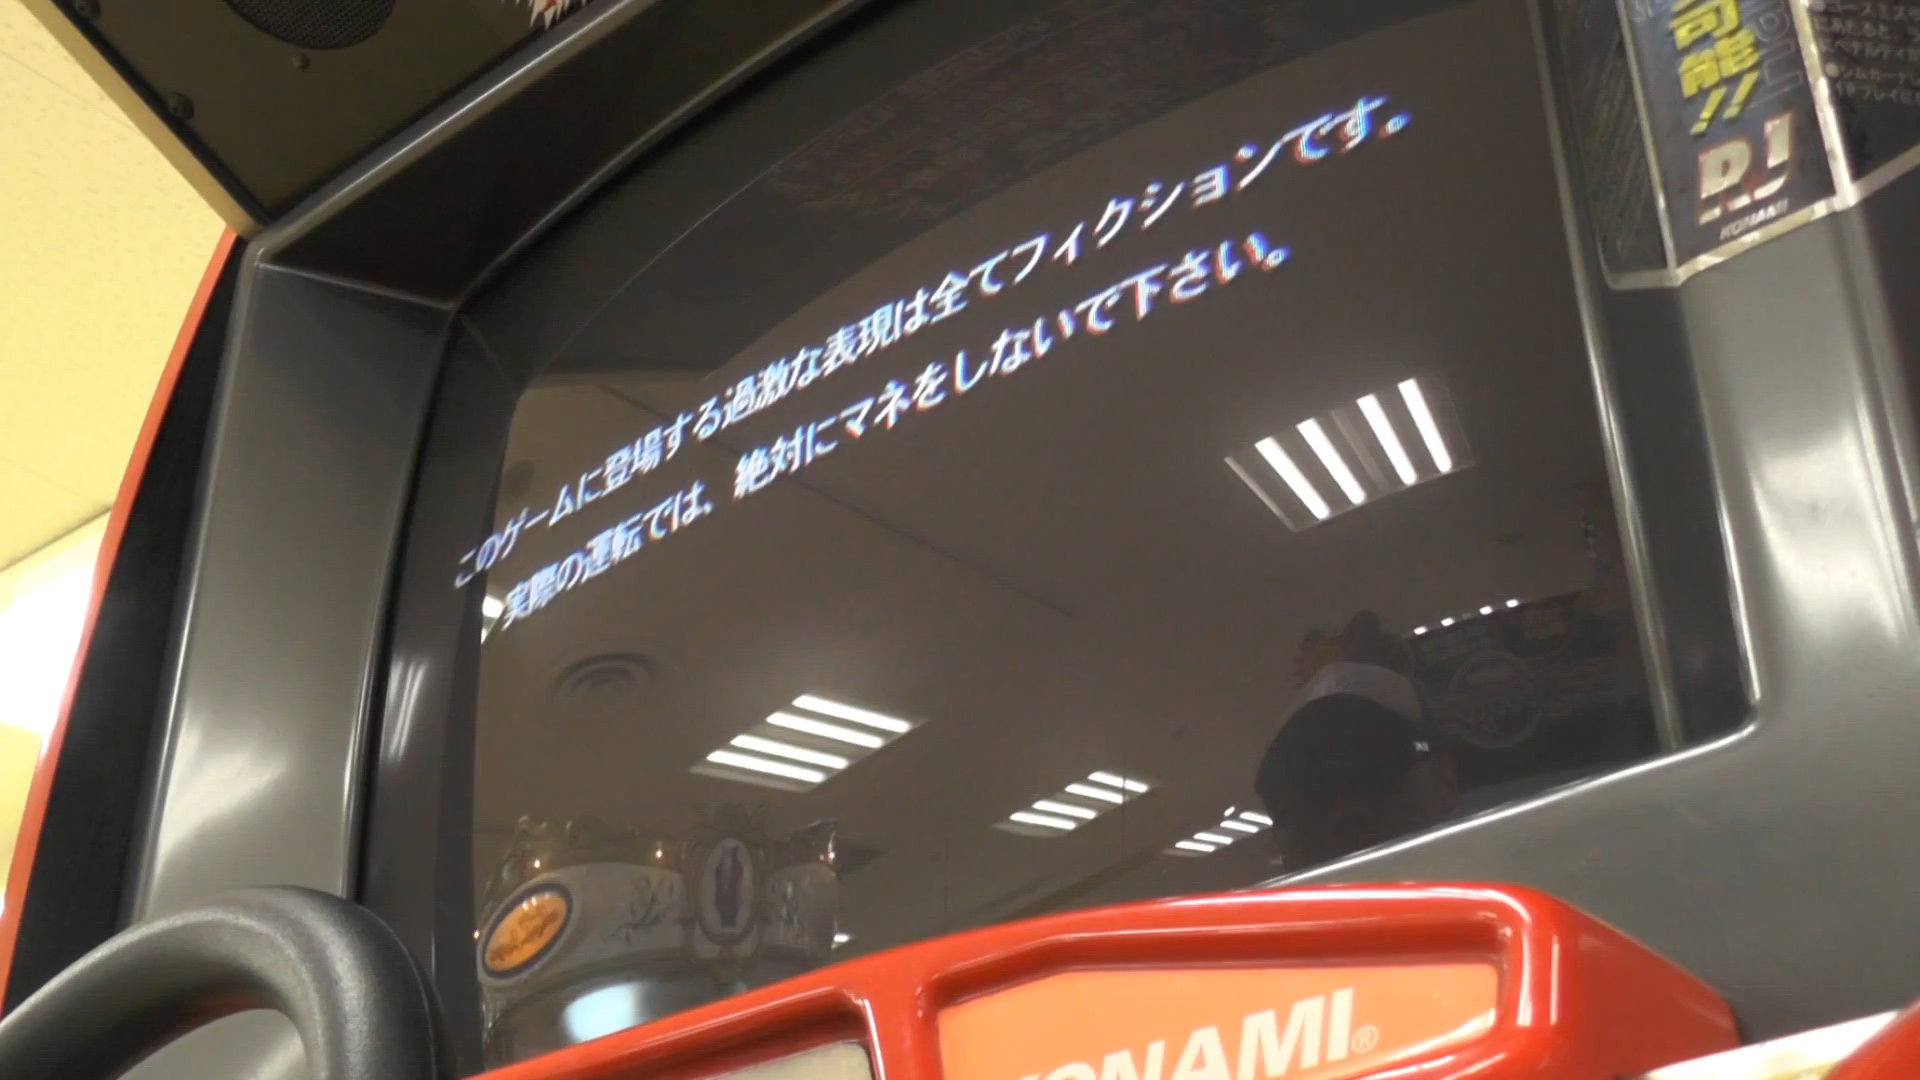 このゲームに登場する過激な表現は全てフィクションです。
実際の運転では、絶対にマネをしないで下さい。
可能!!
KONAMI
KONAMI®